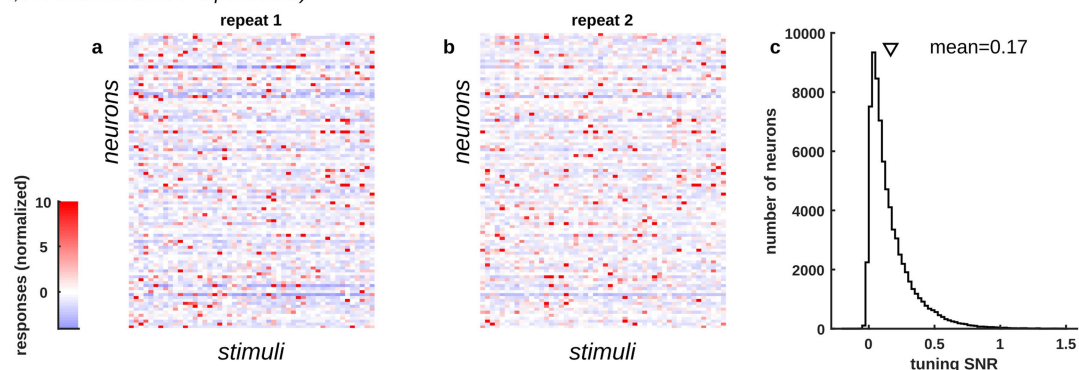 repeat 1
a
neurons
stimuli
responses (normalized)
10
5
0
repeat 2
b
neurons
stimuli
c
mean=0.17
number of neurons
10000
8000
6000
4000
2000
0
0
0.5
1
1.5
tuning SNR